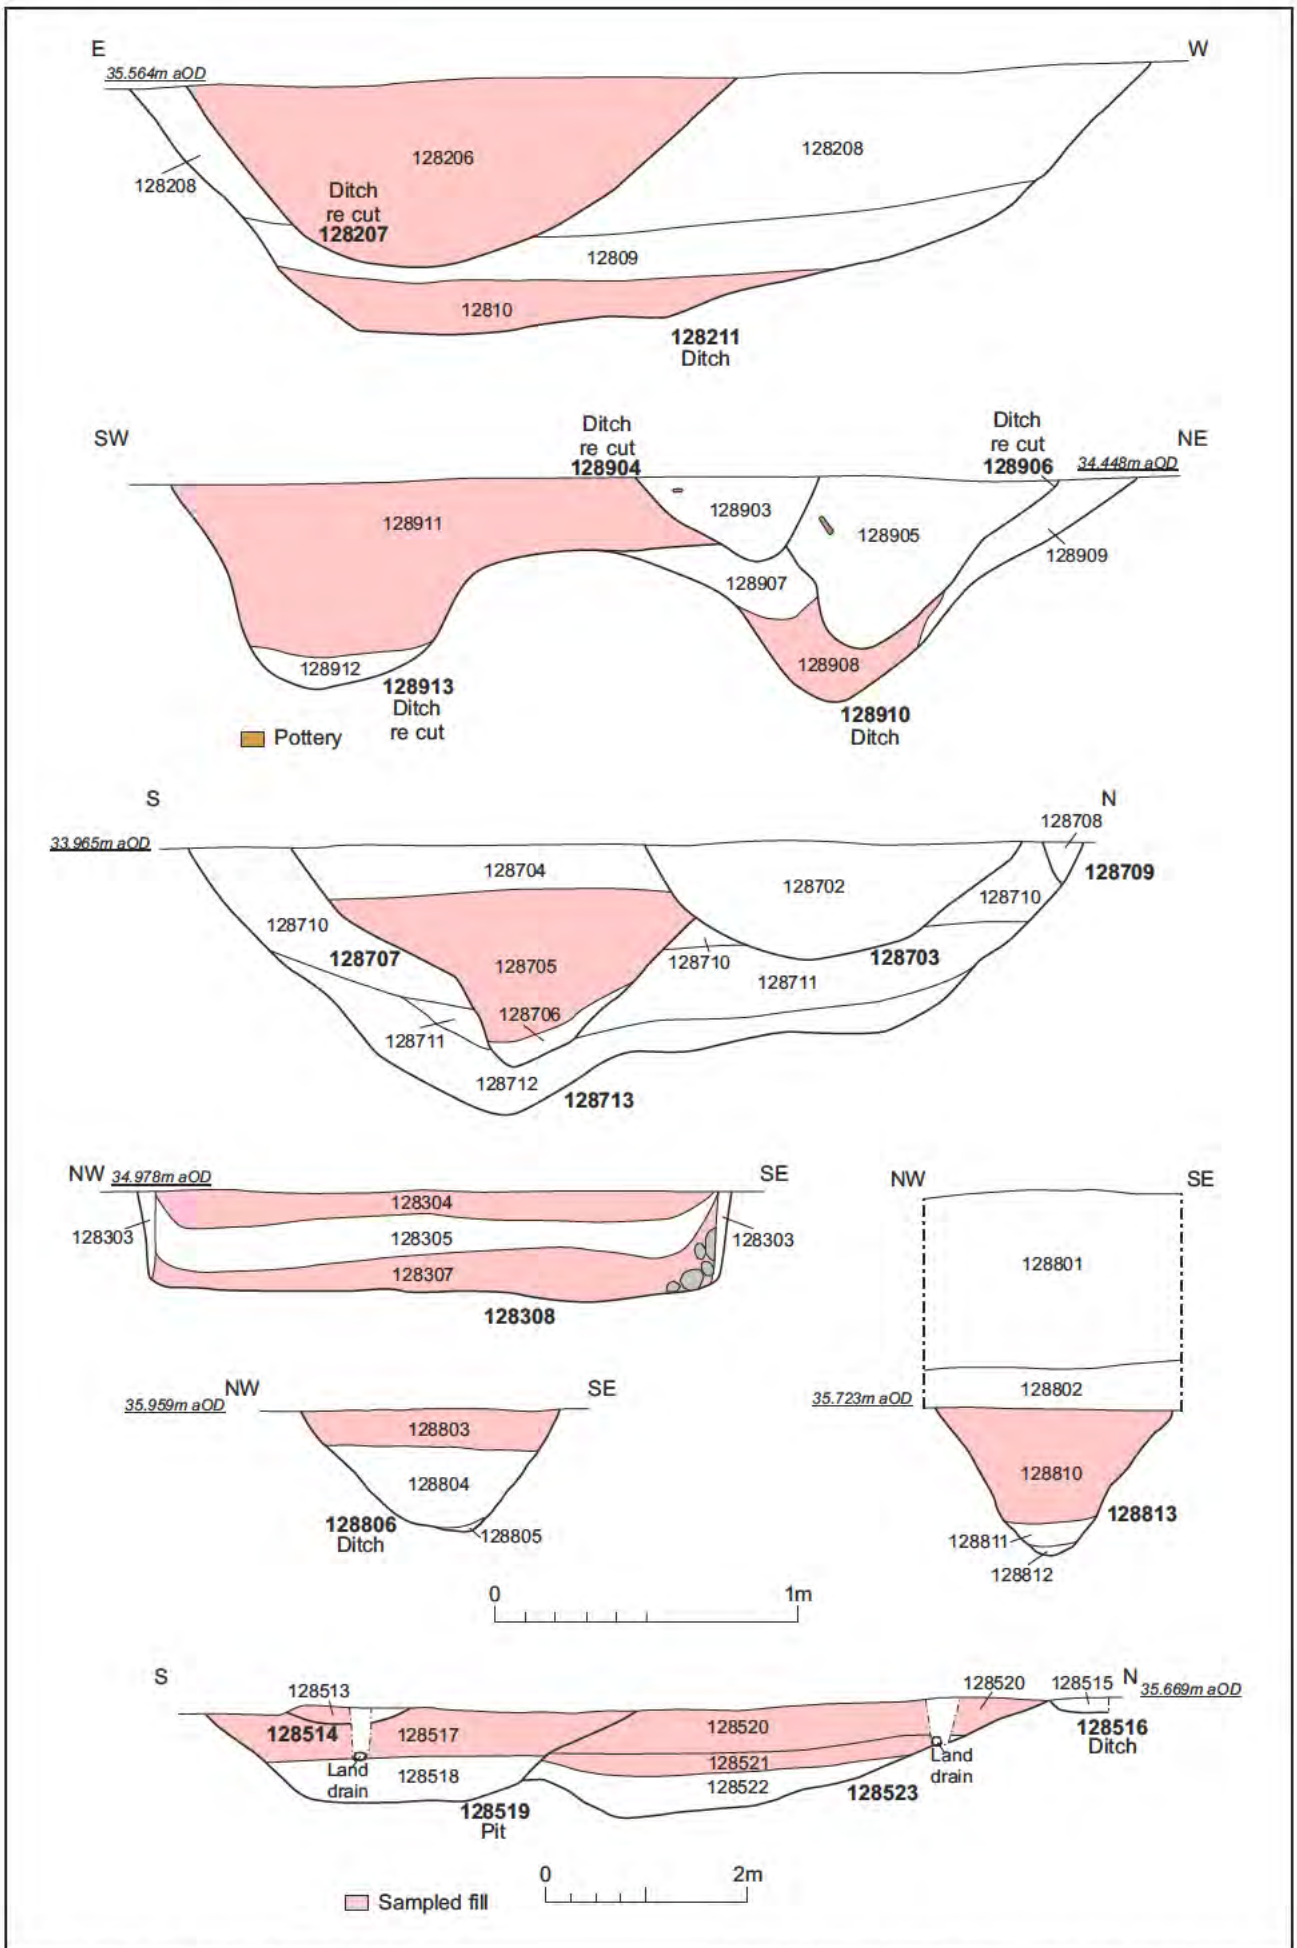 E
W
35.564m aOD
128206
128208
128208
Ditch
re cut
128207
12809
12810
128211
Ditch
SW
NE
Ditch
re cut
128904
Ditch
re cut
128906
34.448m aOD
128911
128903
128905
128909
128907
128912
128908
128913
Ditch
re cut
128910
Ditch
Pottery
S
N
33.965m aOD
128708
128709
128704
128702
128710
128710
128707
128705
128710
128703
128711
128706
128711
128712
128713
NW
34.978m aOD
SE
128304
128303
128305
128303
128307
128308
NW
SE
128801
128802
35.723m aOD
128810
128813
128811
128812
NW
SE
35.959m aOD
128803
128804
128806
Ditch
128805
0 1m
S
N
35.669m aOD
128513
128520
128515
128514
128517
128520
128516
Ditch
128521
Land
drain
Land
drain
128518
128522
128523
128519
Pit
0 2m
Sampled fill